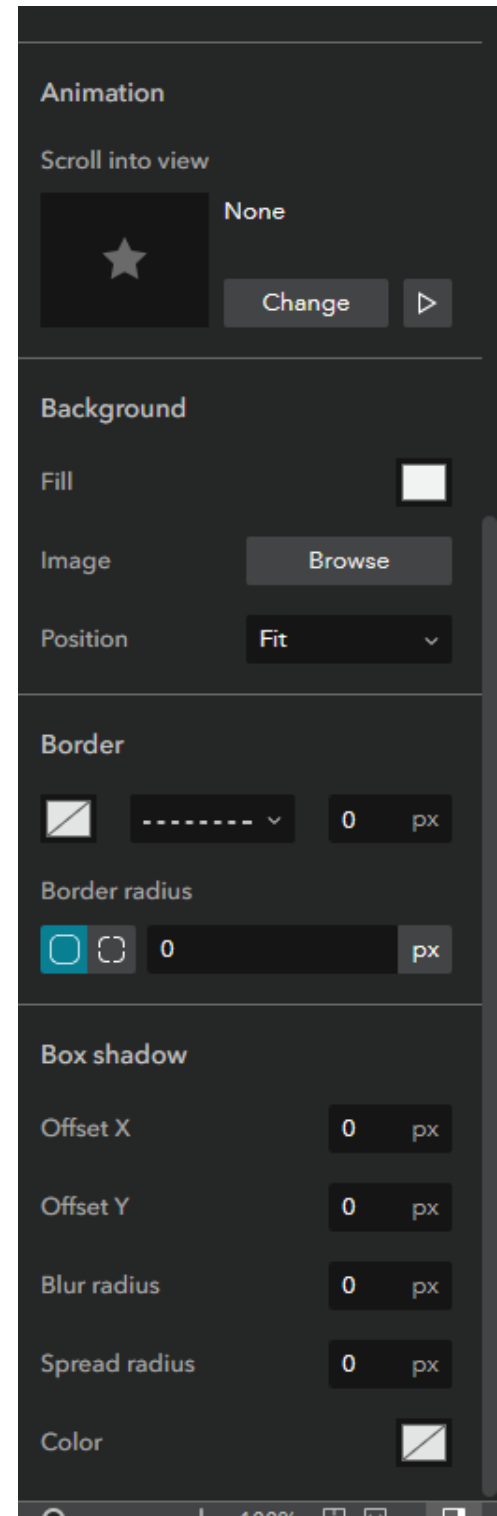 Animation
Scroll into view
None
Change
Background
Fill
Image Browse
Position Fit
Border
0 px
Border radius
0 px
Box shadow
Offset X 0 px
Offset Y 0 px
Blur radius 0 px
Spread radius 0 px
Color